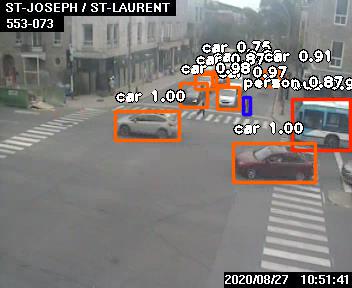 ST-JOSEPH / ST-LAURENT
553-073
car 0.76
car 0.91
car 0.98
0.97
person 0.87
car 1.00
car 1.00
2020/08/27 10:51:41